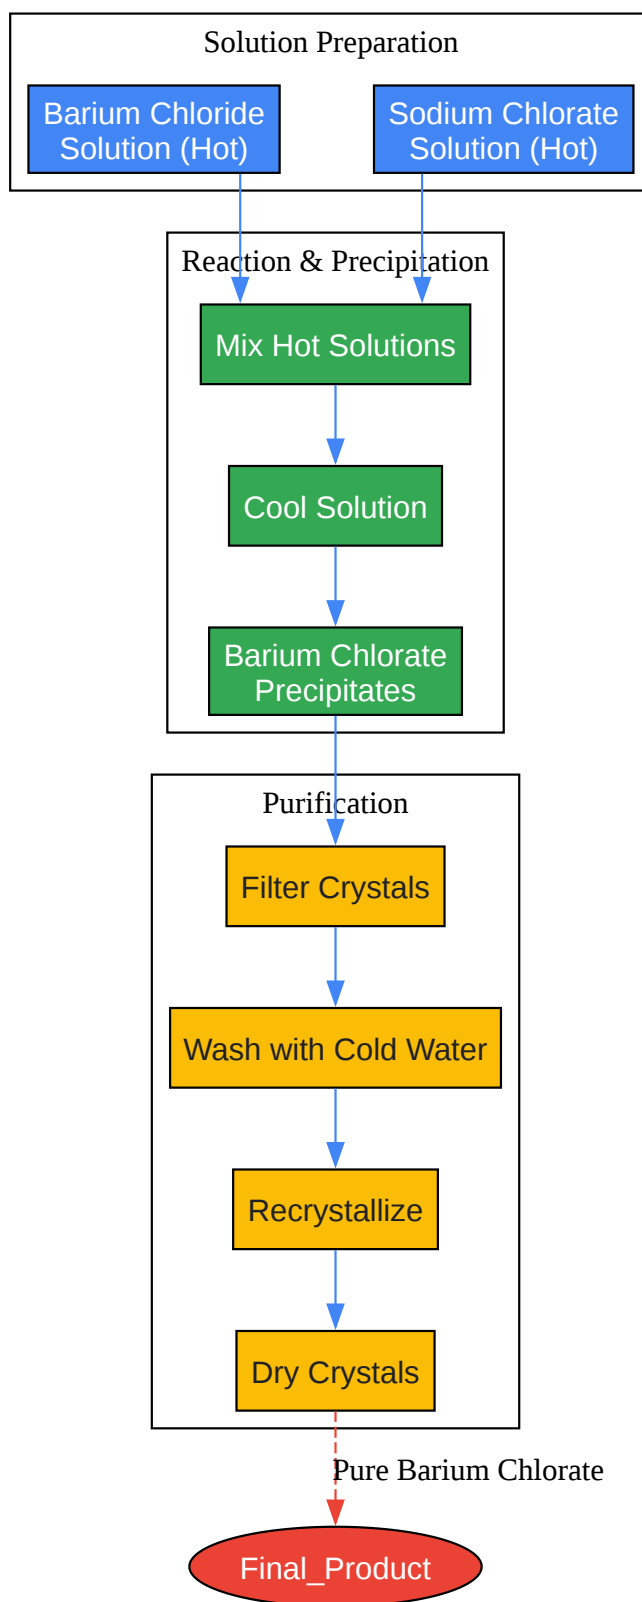 Solution Preparation
Barium Chloride
Solution (Hot)
Sodium Chlorate
Solution (Hot)
Reaction & Precipitation
Mix Hot Solutions
Cool Solution
Barium Chlorate
Precipitates
Purification
Filter Crystals
Wash with Cold Water
Recrystallize
Dry Crystals
Pure Barium Chlorate
Final_Product